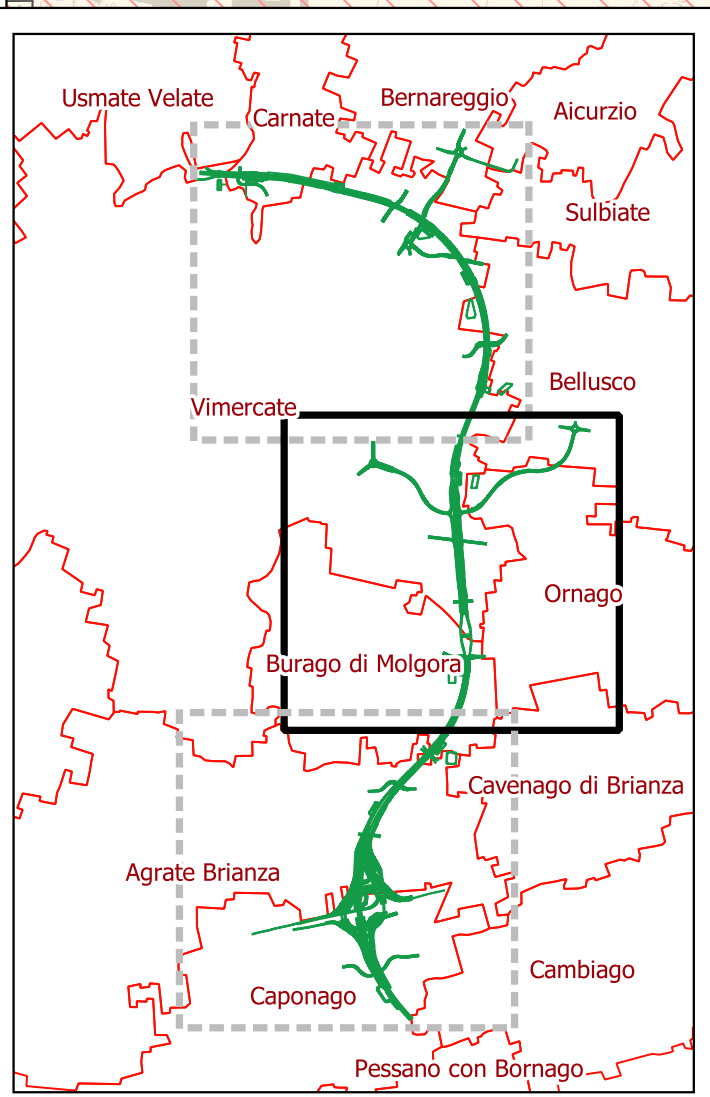 Usmate Velate
Bernareggio
Aicurzio
Carnate
Sulbiate
Bellusco
Vimercate
Ornago
Burago di Molgora
Cavenago di Brianza
Agrate Brianza
Cambiago
Caponago
Pessano con Bornago